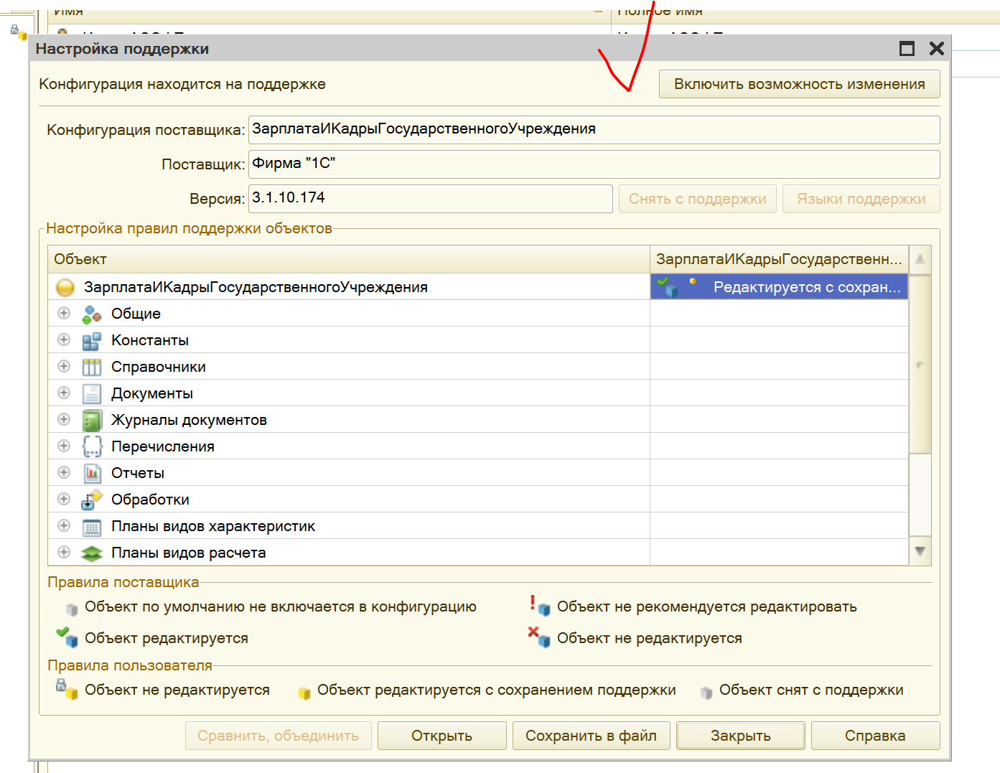 Имя
Полное имя
Настройка поддержки
Конфигурация находится на поддержке
Включить возможность изменения
Конфигурация поставщика: ЗарплатаИКадрыГосударственногоУчреждения
Поставщик: Фирма "1С"
Версия: 3.1.10.174
Снять с поддержки
Языки поддержки
Настройка правил поддержки объектов
Объект
ЗарплатаИКадрыГосударственн...
ЗарплатаИКадрыГосударственногоУчреждения
Редактируется с сохран...
Общие
Константы
Справочники
Документы
Журналы документов
Перечисления
Отчеты
Обработки
Планы видов характеристик
Планы видов расчета
Правила поставщика
Объект по умолчанию не включается в конфигурацию
Объект не рекомендуется редактировать
Объект редактируется
Объект не редактируется
Правила пользователя
Объект не редактируется
Объект редактируется с сохранением поддержки
Объект снят с поддержки
Сравнить, объединить
Открыть
Сохранить в файл
Закрыть
Справка